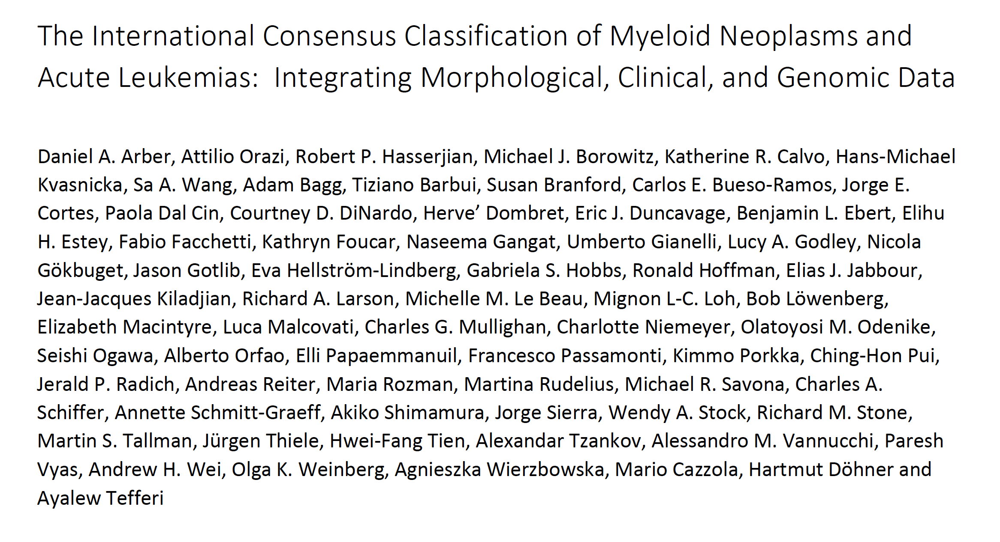 The International Consensus Classification of Myeloid Neoplasms and
Acute Leukemias:  Integrating Morphological, Clinical, and Genomic Data
Daniel A. Arber, Attilio Orazi, Robert P. Hasserjian, Michael J. Borowitz, Katherine R. Calvo, Hans-Michael
Kvasnicka, Sa A. Wang, Adam Bagg, Tiziano Barbui, Susan Branford, Carlos E. Bueso-Ramos, Jorge E.
Cortes, Paola Dal Cin, Courtney D. DiNardo, Herve’ Dombret, Eric J. Duncavage, Benjamin L. Ebert, Elihu
H. Estey, Fabio Facchetti, Kathryn Foucar, Naseema Gangat, Umberto Gianelli, Lucy A. Godley, Nicola
Gökbuget, Jason Gotlib, Eva Hellström-Lindberg, Gabriela S. Hobbs, Ronald Hoffman, Elias J. Jabbour,
Jean-Jacques Kiladjian, Richard A. Larson, Michelle M. Le Beau, Mignon L-C. Loh, Bob Löwenberg,
Elizabeth Macintyre, Luca Malcovati, Charles G. Mullighan, Charlotte Niemeyer, Olatoyosi M. Odenike,
Seishi Ogawa, Alberto Orfao, Elli Papaemmanuil, Francesco Passamonti, Kimmo Porkka, Ching-Hon Pui,
Jerald P. Radich, Andreas Reiter, Maria Rozman, Martina Rudelius, Michael R. Savona, Charles A.
Schiffer, Annette Schmitt-Graeff, Akiko Shimamura, Jorge Sierra, Wendy A. Stock, Richard M. Stone,
Martin S. Tallman, Jürgen Thiele, Hwei-Fang Tien, Alexandar Tzankov, Alessandro M. Vannucchi, Paresh
Vyas, Andrew H. Wei, Olga K. Weinberg, Agnieszka Wierzbowska, Mario Cazzola, Hartmut Döhner and
Ayalew Tefferi